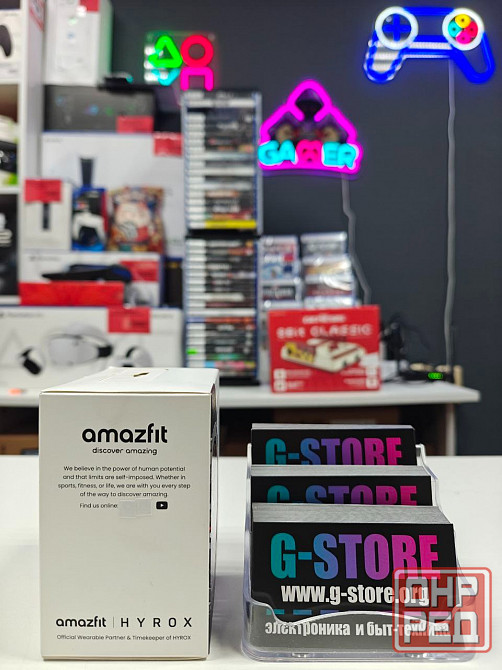 GAMER
8BIT CLASSIC
amazfit
discover amazing
We believe in the power of human potential
and that limits are self-imposed. Whether in
sports, fitness, or life, we are with you every step
of the way to discover amazing.
Find us online:
amazfit | HYROX
Official Wearable Partner & Timekeeper of HYROX
G-STORE
G-STORE
G-STORE
www.g-store.org
электроника и быт-техника
ДНР
РЕД